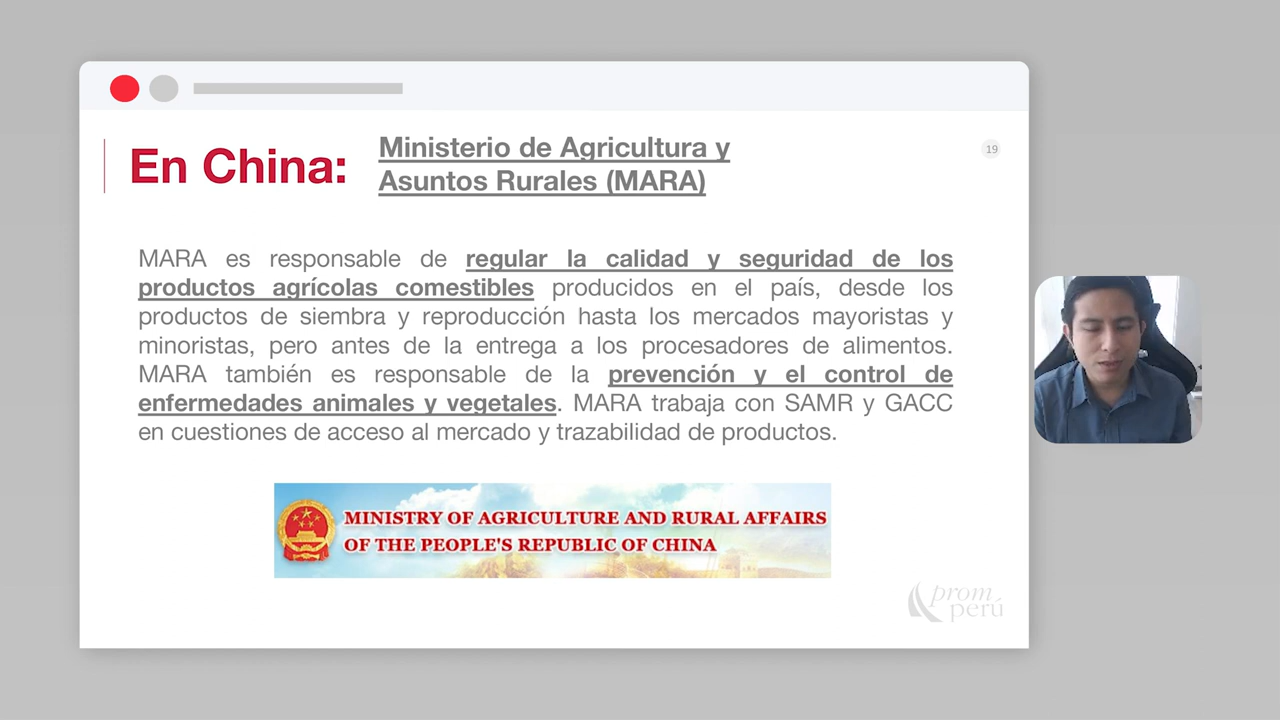 En China:
Ministerio de Agricultura y
Asuntos Rurales (MARA)
19
MARA es responsable de regular la calidad y seguridad de los
productos agrícolas comestibles producidos en el país, desde los
productos de siembra y reproducción hasta los mercados mayoristas y
minoristas, pero antes de la entrega a los procesadores de alimentos.
MARA también es responsable de la prevención y el control de
enfermedades animales y vegetales. MARA trabaja con SAMR y GACC
en cuestiones de acceso al mercado y trazabilidad de productos.
MINISTRY OF AGRICULTURE AND RURAL AFFAIRS
OF THE PEOPLE'S REPUBLIC OF CHINA
prom
perú